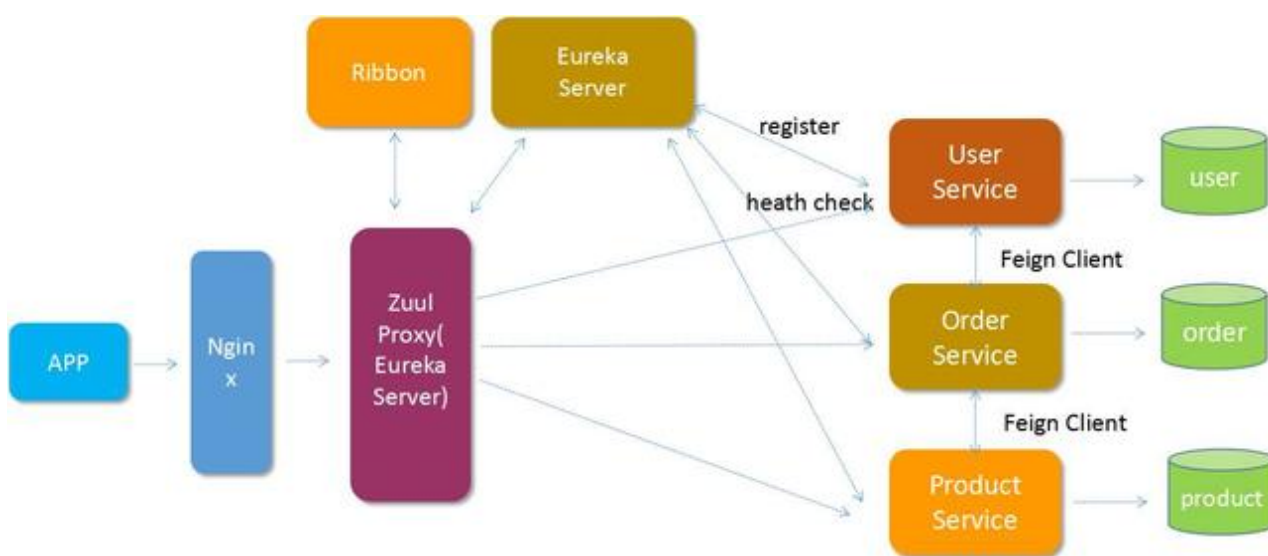 Ribbon
Eureka
Server
register
heath check
User
Service
user
Feign Client
APP
Ngin
x
Zuul
Proxy(
Eureka
Server)
Order
Service
order
Feign Client
Product
Service
product